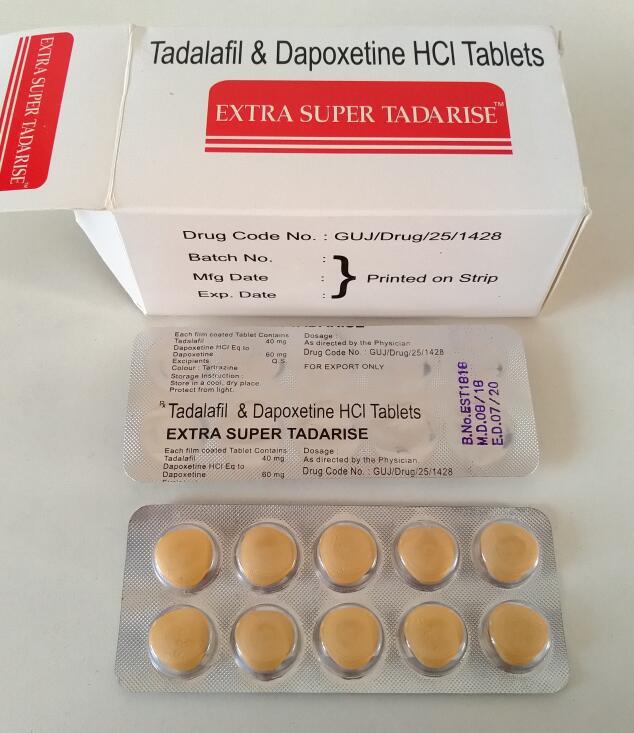 EXTRA SUPER TADARISE™
Tadalafil & Dapoxetine HCl Tablets
EXTRA SUPER TADARISE™
Drug Code No. : GUJ/Drug/25/1428
Batch No. :
Mfg Date :
Exp. Date :
} Printed on Strip
TADARISE
Each film coated Tablet Contains
Tadalafil 40 mg
Dapoxetine HCl Eq to
Dapoxetine 60 mg
Excipients Q.S.
Colour : Tartrazine
Storage Instruction :
Store in a cool, dry place.
Protect from light.
Dosage :
As directed by the Physician
Drug Code No. : GUJ/Drug/25/1428
FOR EXPORT ONLY
B.No.EST1818
M.D.08/18
E.D.07/20
℞ Tadalafil & Dapoxetine HCl Tablets
EXTRA SUPER TADARISE
Each film coated Tablet Contains
Tadalafil 40 mg
Dapoxetine HCl Eq to
Dapoxetine 60 mg
Dosage :
As directed by the Physician.
Drug Code No. : GUJ/Drug/25/1428